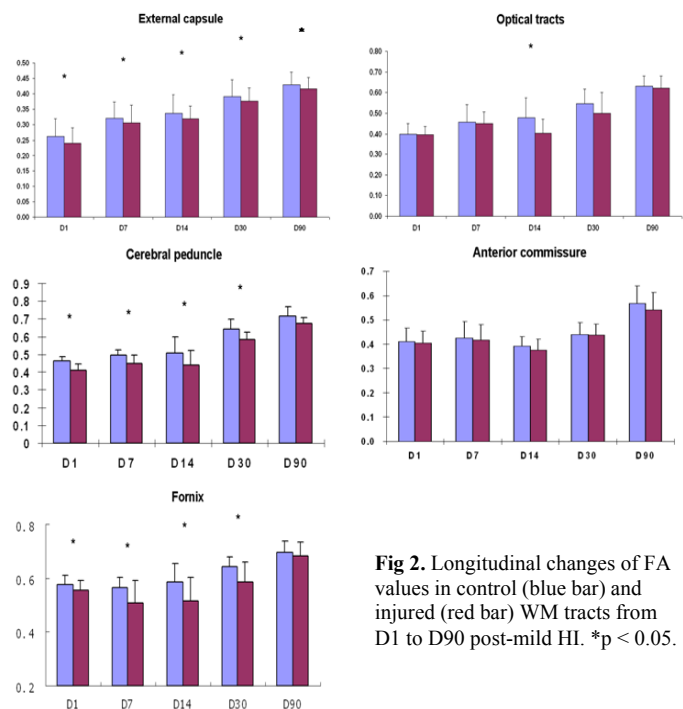 External capsule
* * * * *
0.50
0.45
0.40
0.35
0.30
0.25
0.20
0.15
0.10
0.05
0.00
D1 D7 D14 D30 D90
Optical tracts
*
0.80
0.70
0.60
0.50
0.40
0.30
0.20
0.10
0.00
D1 D7 D14 D30 D90
Cerebral peduncle
* * * *
0.9
0.8
0.7
0.6
0.5
0.4
0.3
0.2
0.1
0
D1 D7 D14 D30 D90
Anterior commissure
0.7
0.6
0.5
0.4
0.3
0.2
0.1
0.0
D1 D7 D14 D30 D90
Fornix
* * * *
0.8
0.6
0.4
0.2
D1 D7 D14 D30 D90
Fig 2. Longitudinal changes of FA
values in control (blue bar) and
injured (red bar) WM tracts from
D1 to D90 post-mild HI. *p < 0.05.